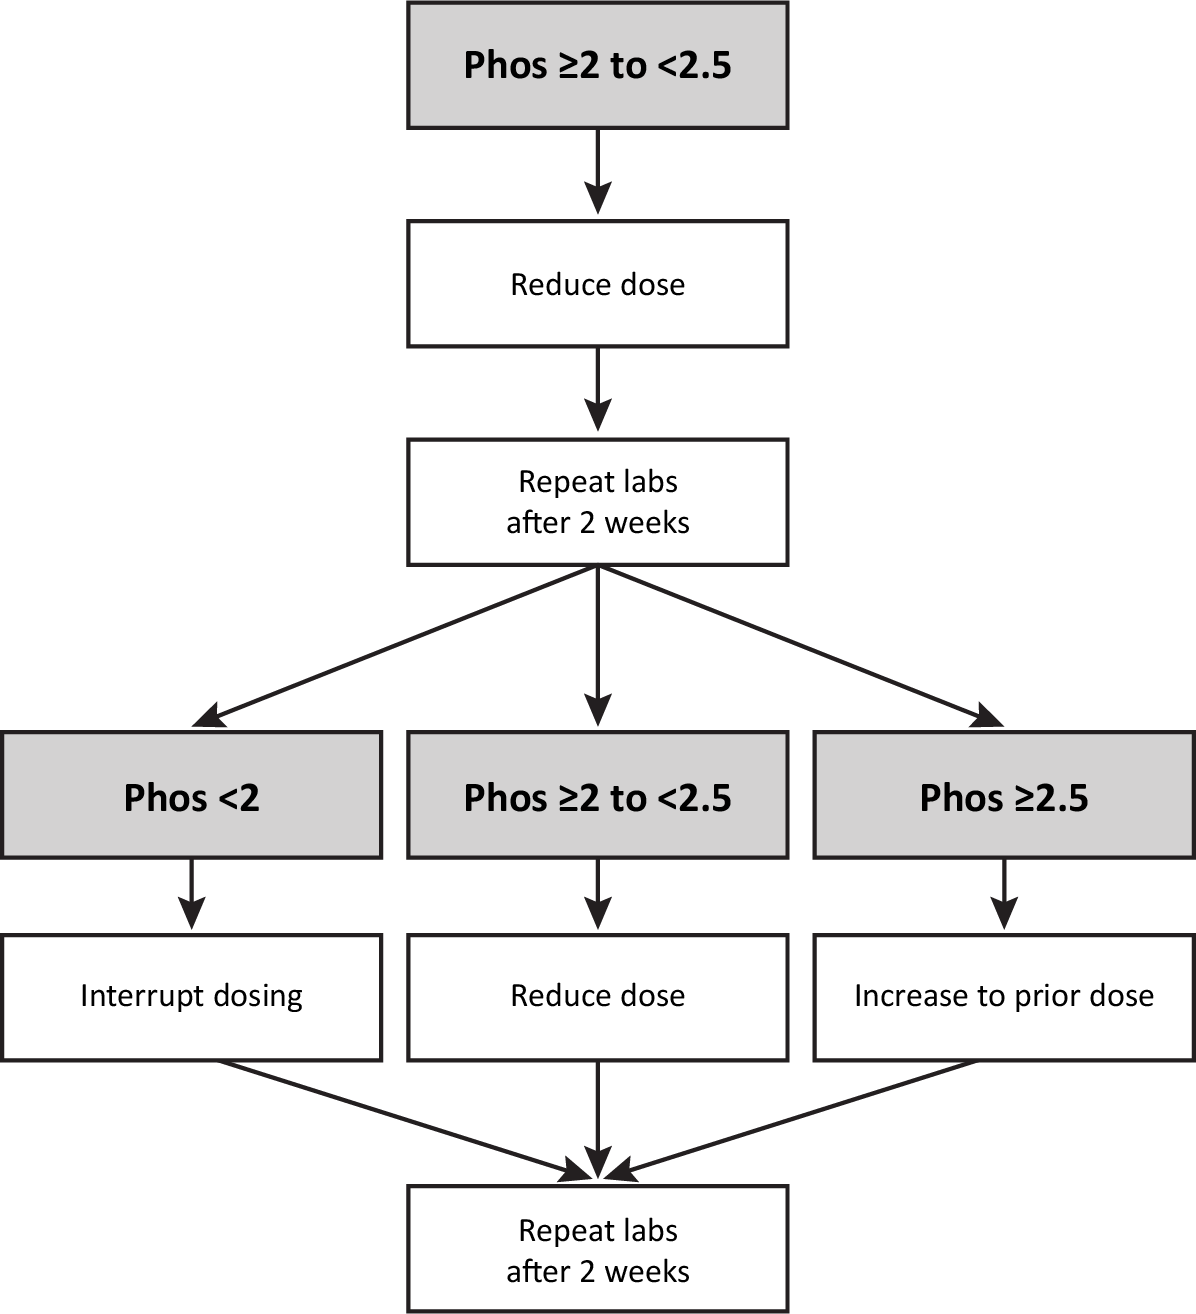 Phos ≥2 to <2.5
Reduce dose
Repeat labs
after 2 weeks
Phos <2
Phos ≥2 to <2.5
Phos ≥2.5
Interrupt dosing
Reduce dose
Increase to prior dose
Repeat labs
after 2 weeks